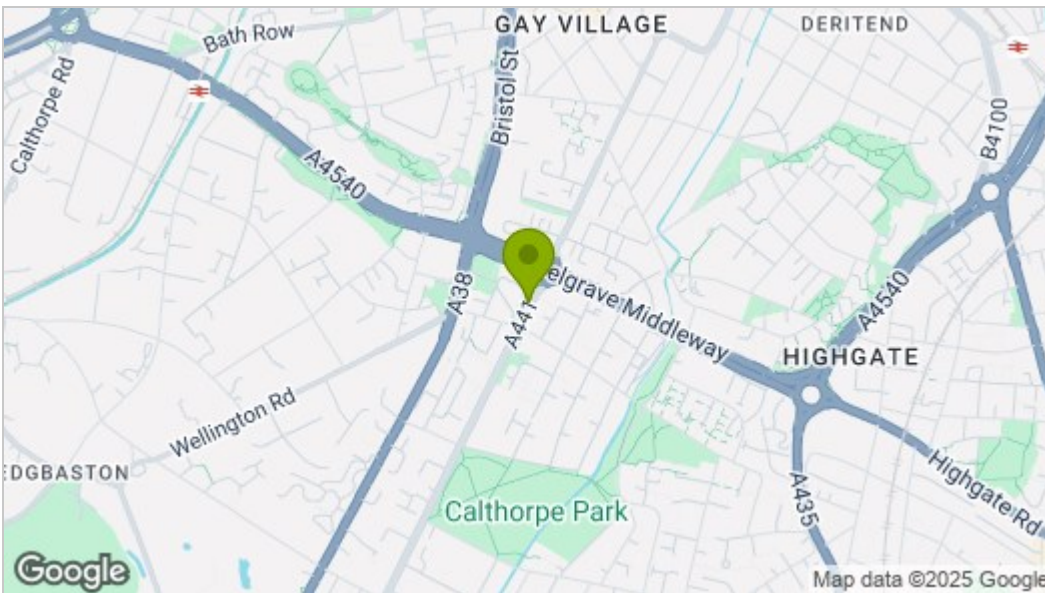 GAY VILLAGE
DERITEND
Bath Row
Bristol St
Calthorpe Rd
B4100
A4540
A38
elgrave Middleway
A441
A4540
HIGHGATE
Wellington Rd
EDGBASTON
Highgate Rd
A435
Calthorpe Park
Google
Map data ©2025 Google